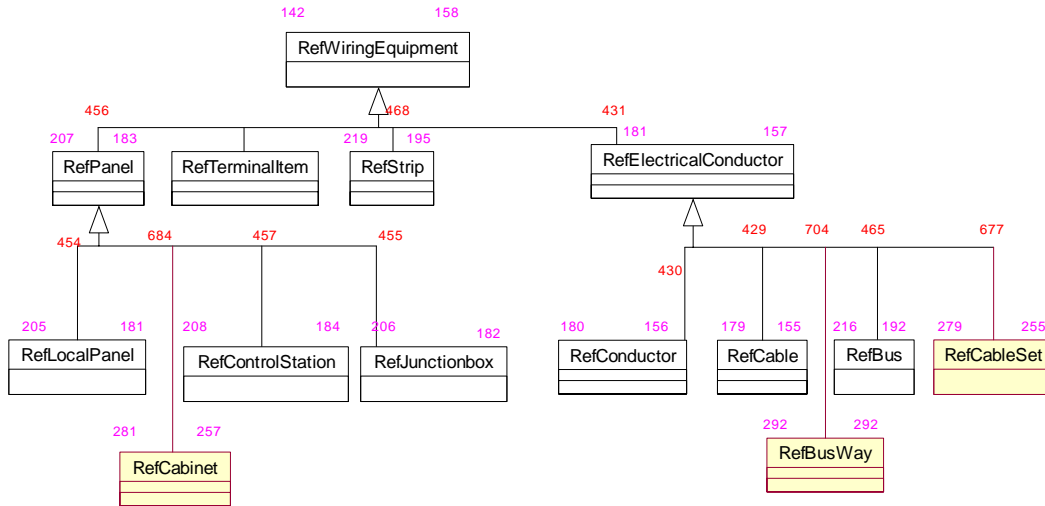 142 158
RefWiringEquipment
456 468 431
207 183 219 195 181 157
RefPanel RefTerminalItem RefStrip RefElectricalConductor
454 684 457 455 429 704 465 677
430
205 181 208 184 206 182 180 156 179 155 216 192 279 255
RefLocalPanel RefControlStation RefJunctionbox RefConductor RefCable RefBus RefCableSet
281 257 292 292
RefCabinet RefBusWay